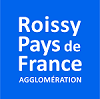 Roissy
Pays de
France
AGGLOMÉRATION